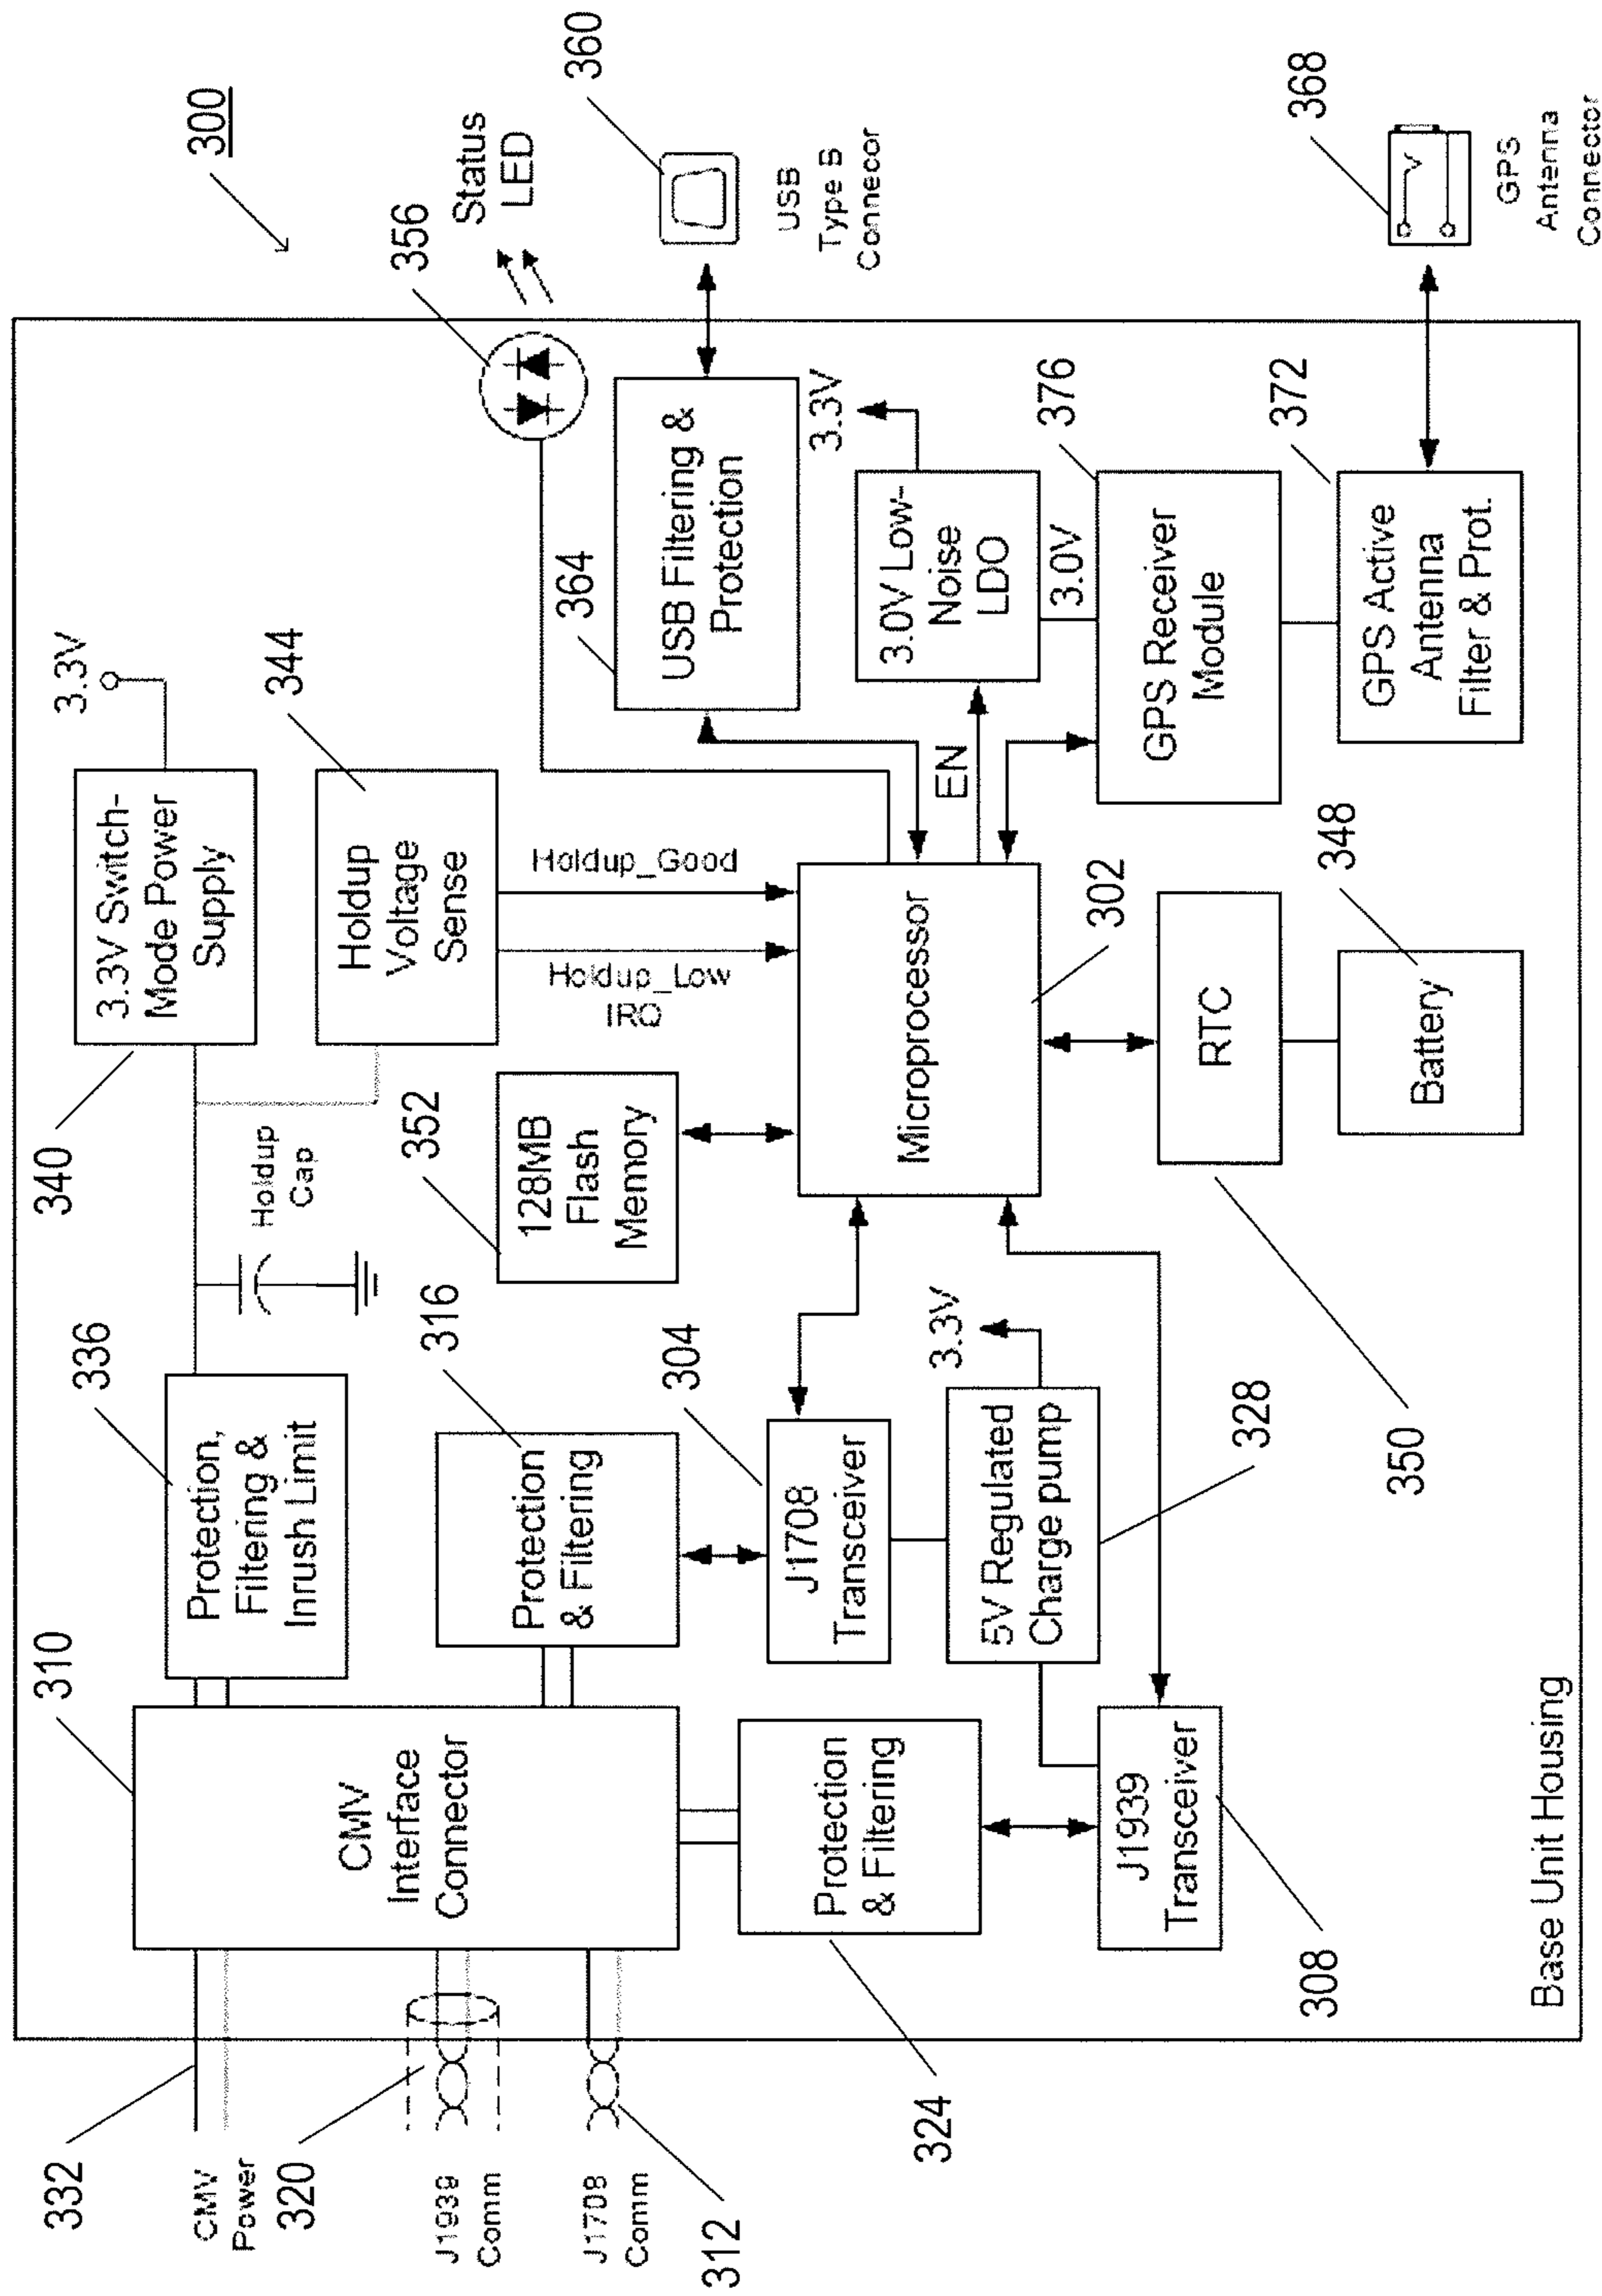 300
Status
LED
356
360
USB
Type B
Connecor
368
GPS
Antenna
Connector
3.3V
3.3V Switch-
Mode Power
Supply
340
344
Holdup
Voltage
Sense
Holdup_Good
Holdup_Low
IRQ
Holdup
Cap
336
Protection,
Filtering &
Inrush Limit
310
CMV
Interface
Connector
332
CMV
Power
320
J1939
Comm
J1708
Comm
312
316
Protection
& Filtering
352
128MB
Flash
Memory
364
USB Filtering &
Protection
3.3V
3.0V Low-
Noise
LDO
EN
3.0V
376
GPS Receiver
Module
372
GPS Active
Antenna
Filter & Prot.
Microprocessor
302
RTC
350
348
Battery
304
J1708
Transceiver
3.3V
5V Regulated
Charge pump
328
324
Protection
& Filtering
J1939
Transceiver
308
Base Unit Housing